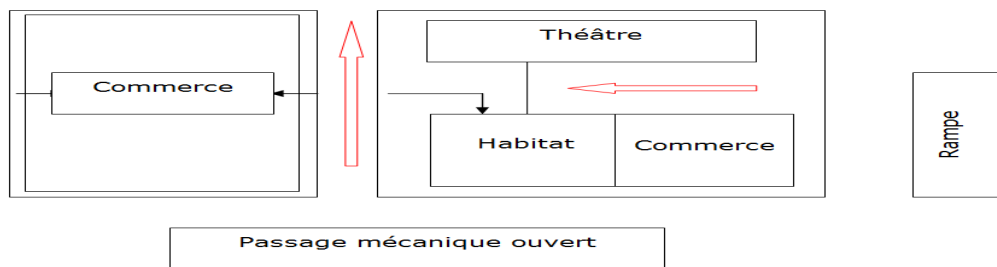 Théâtre
Commerce
Habitat
Commerce
Rampe
Passage mécanique ouvert